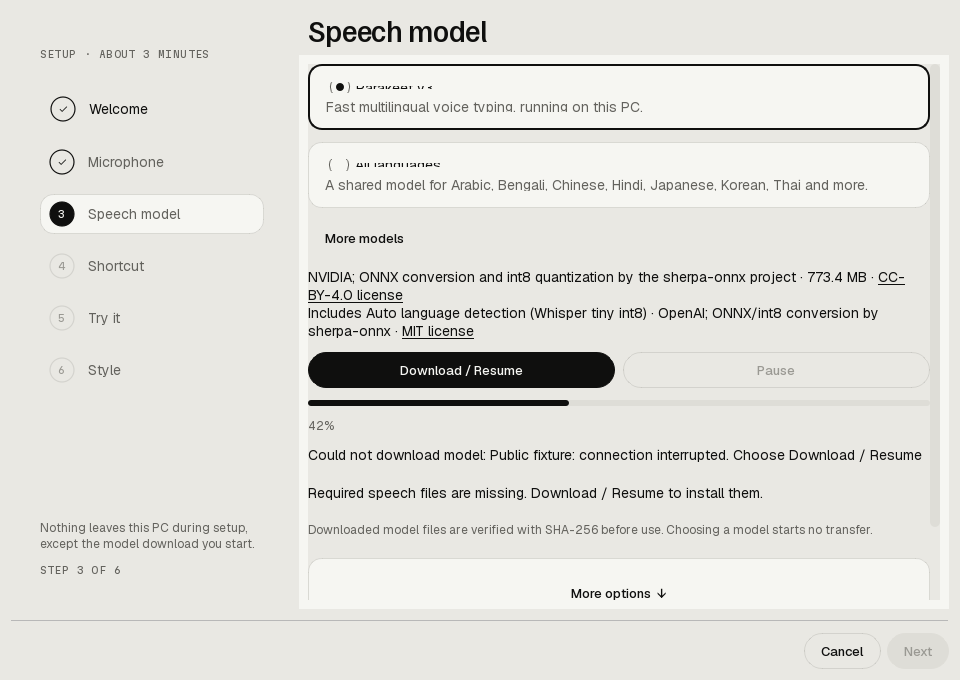 Speech model
SETUP · ABOUT 3 MINUTES
Welcome
Microphone
3 Speech model
4 Shortcut
5 Try it
6 Style
Nothing leaves this PC during setup,
except the model download you start.
STEP 3 OF 6
(●) Parakeet v3
Fast multilingual voice typing, running on this PC.
( ) All languages
A shared model for Arabic, Bengali, Chinese, Hindi, Japanese, Korean, Thai and more.
More models
NVIDIA; ONNX conversion and int8 quantization by the sherpa-onnx project · 773.4 MB · CC-
BY-4.0 license
Includes Auto language detection (Whisper tiny int8) · OpenAI; ONNX/int8 conversion by
sherpa-onnx · MIT license
Download / Resume
Pause
42%
Could not download model: Public fixture: connection interrupted. Choose Download / Resume
Required speech files are missing. Download / Resume to install them.
Downloaded model files are verified with SHA-256 before use. Choosing a model starts no transfer.
More options ↓
Cancel
Next